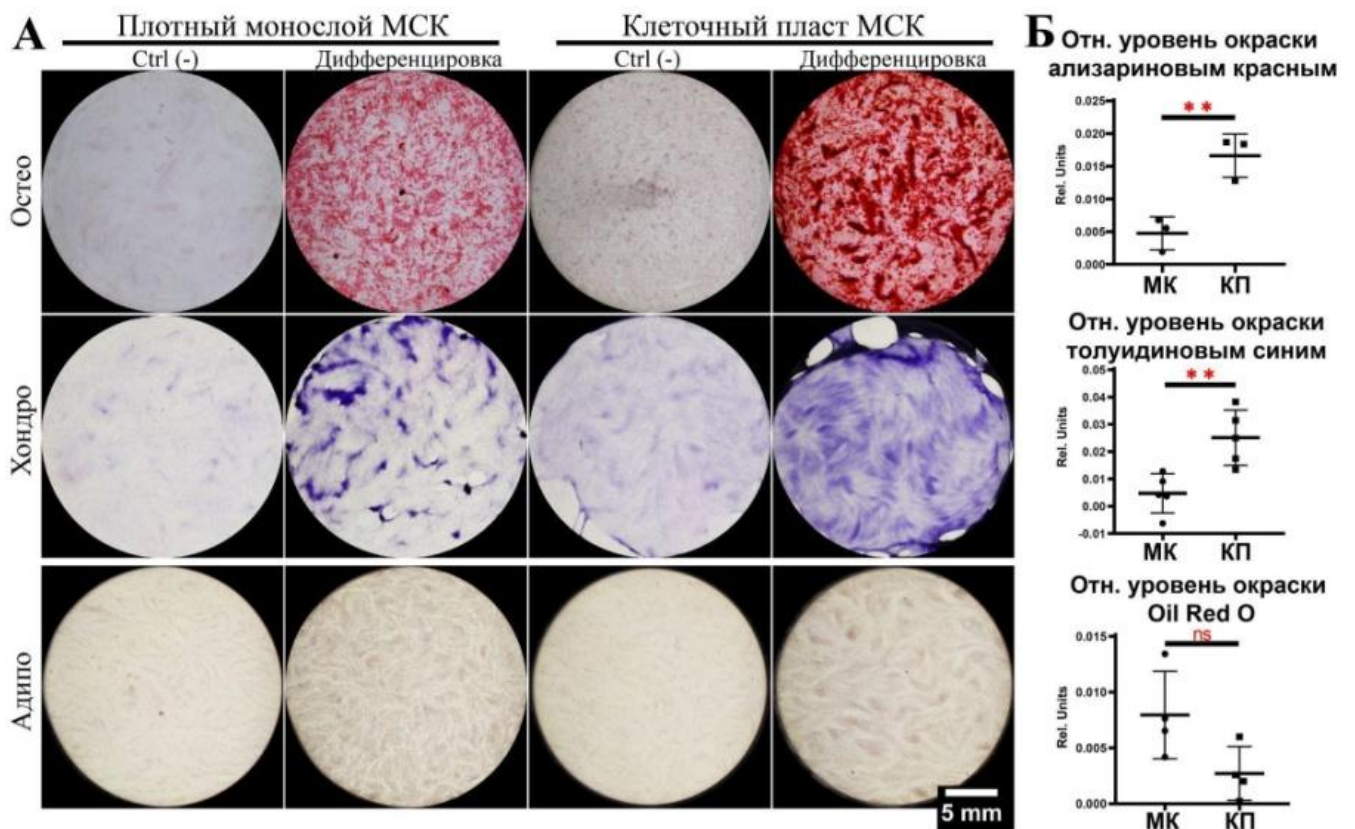 А
Плотный монослой МСК
Клеточный пласт МСК
Ctrl (-)
Дифференцировка
Ctrl (-)
Дифференцировка
Остео
Хондро
Адипо
5 mm
Б
Отн. уровень окраски
ализариновым красным
Rel. Units
0.025
0.020
0.015
0.010
0.005
0.000
**
МК
КП
Отн. уровень окраски
толуидиновым синим
Rel. Units
0.05
0.04
0.03
0.02
0.01
0.00
-0.01
**
МК
КП
Отн. уровень окраски
Oil Red O
ns
Rel. Units
0.015
0.010
0.005
0.000
МК
КП